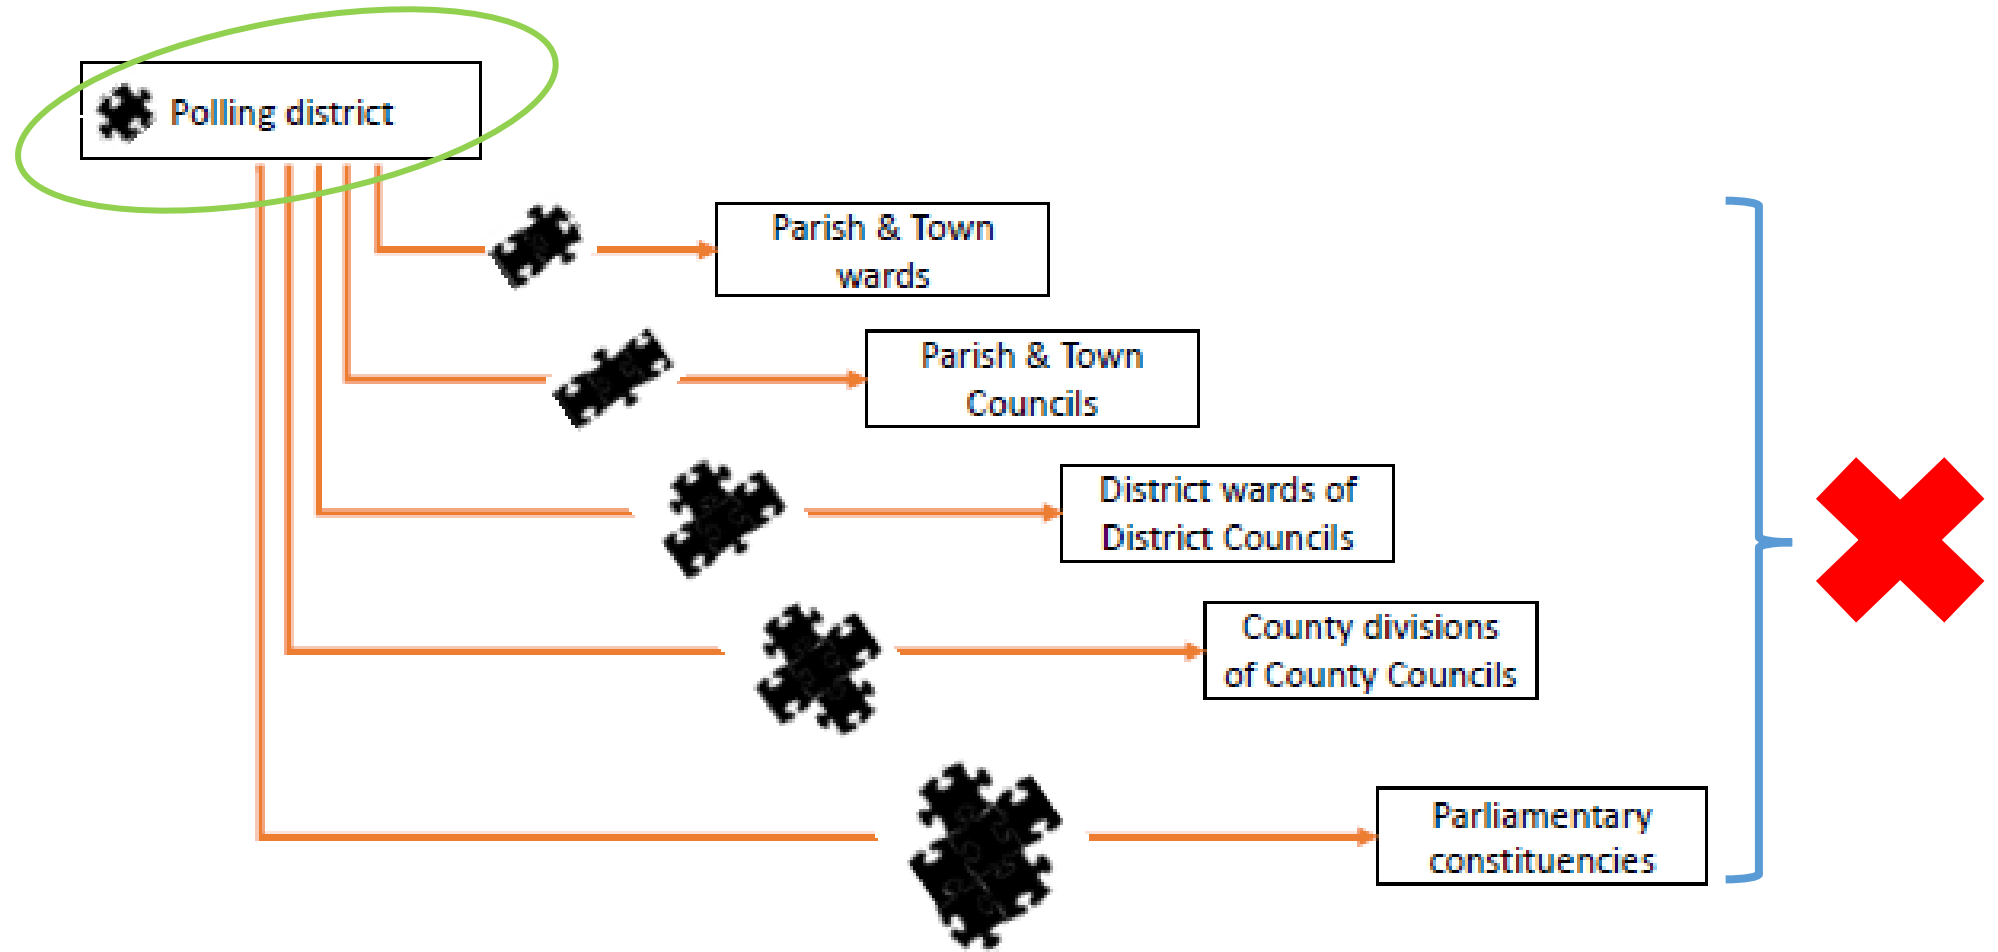 Polling district
Parish & Town
wards
Parish & Town
Councils
District wards of
District Councils
County divisions
of County Councils
Parliamentary
constituencies